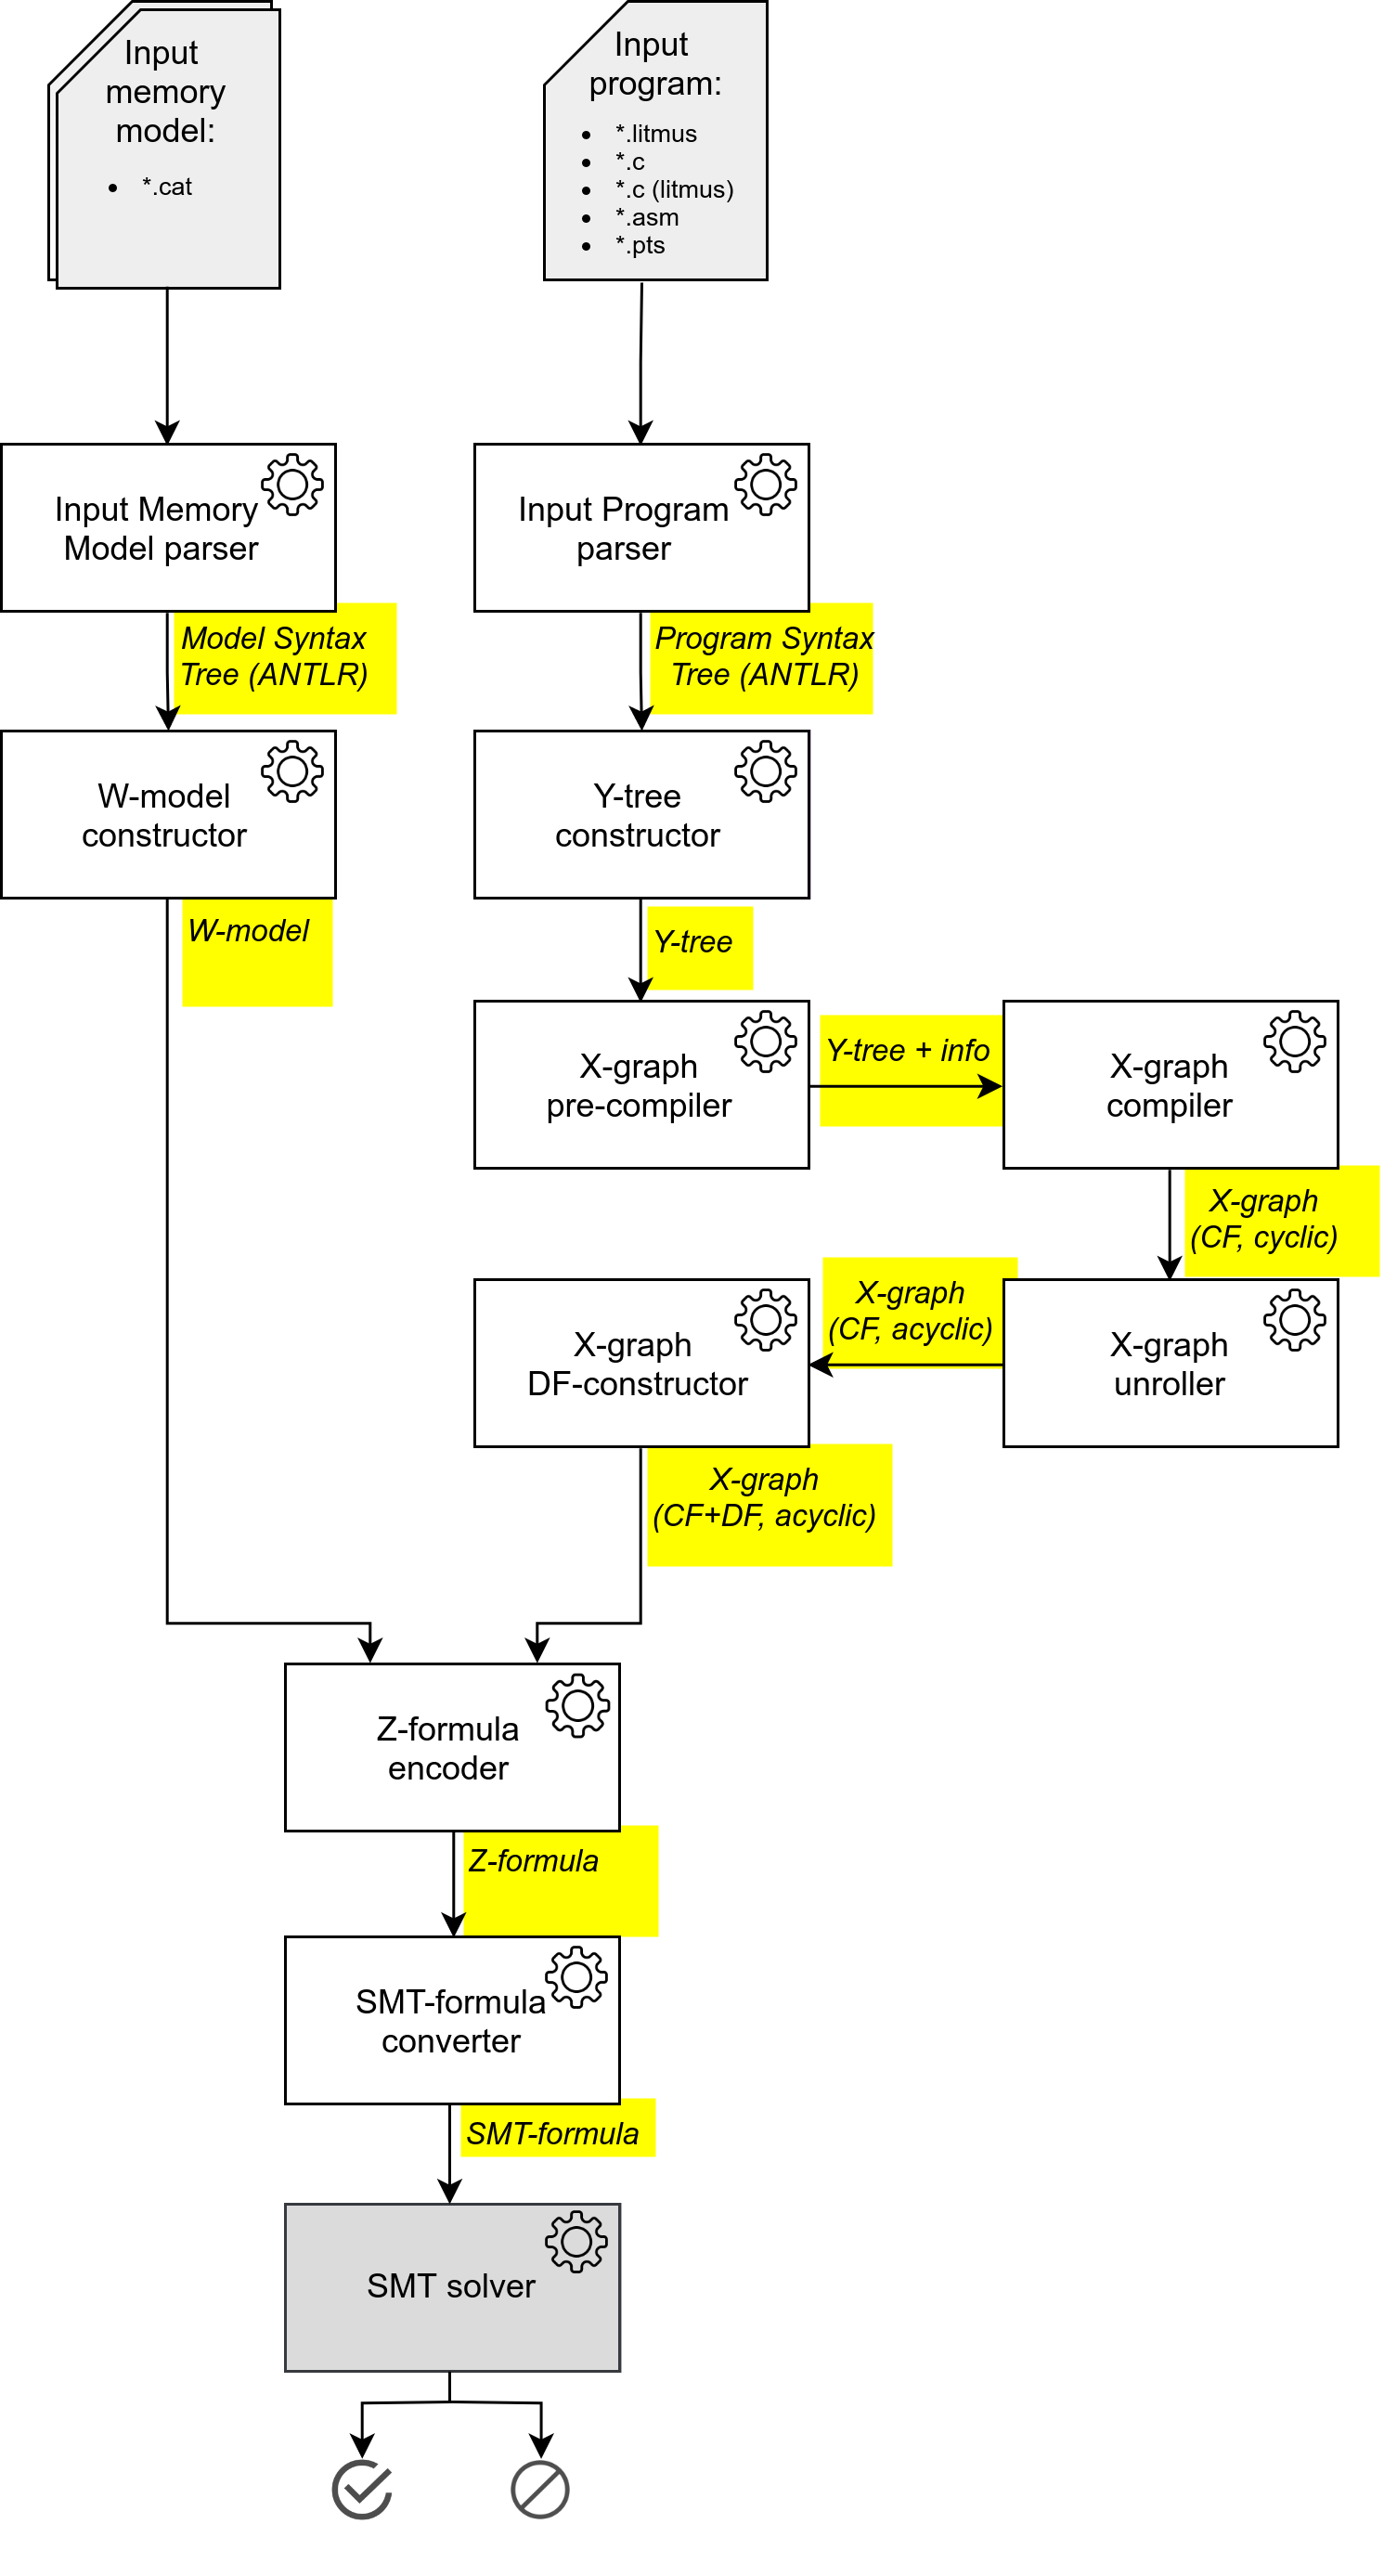 Input
memory
model:
• *.cat
Input
program:
• *.litmus
• *.c
• *.c (litmus)
• *.asm
• *.pts
Input Memory
Model parser
Input Program
parser
Model Syntax
Tree (ANTLR)
Program Syntax
Tree (ANTLR)
W-model
constructor
Y-tree
constructor
W-model
Y-tree
X-graph
pre-compiler
Y-tree + info
X-graph
compiler
X-graph
(CF, cyclic)
X-graph
DF-constructor
X-graph
(CF, acyclic)
X-graph
unroller
X-graph
(CF+DF, acyclic)
Z-formula
encoder
Z-formula
SMT-formula
converter
SMT-formula
SMT solver